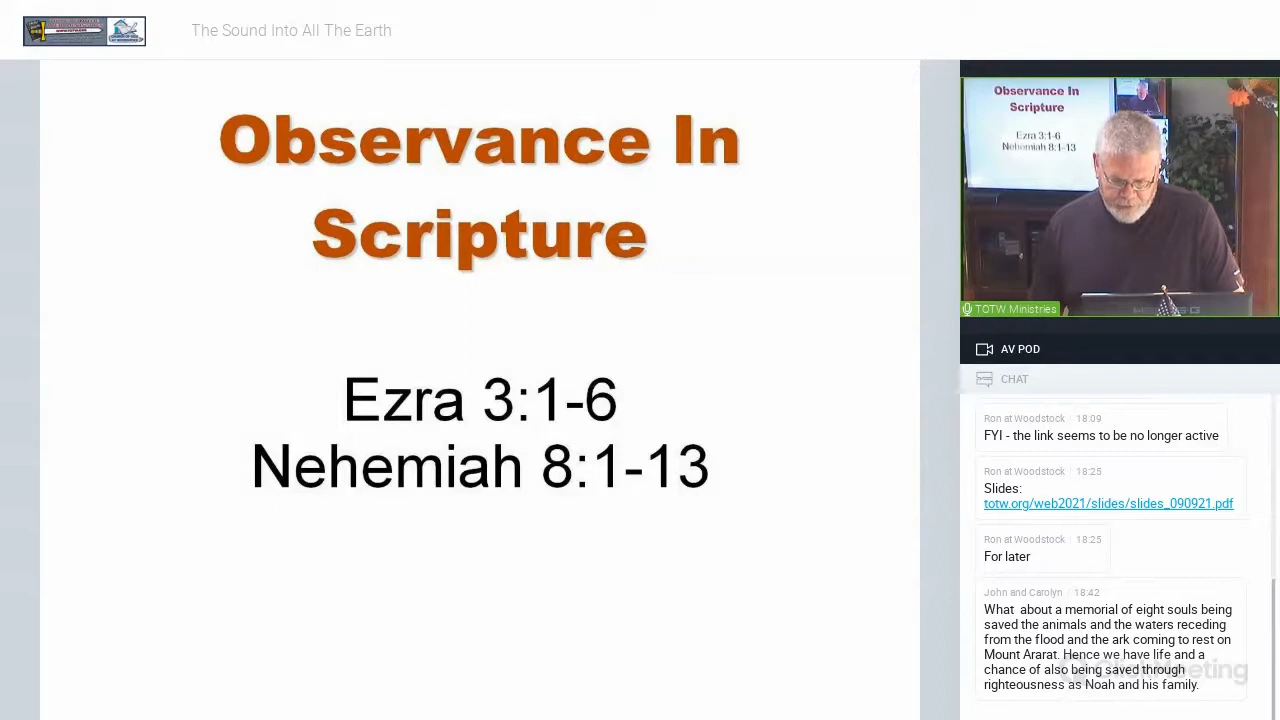 The Sound Into All The Earth
Observance In
Scripture
Ezra 3:1-6
Nehemiah 8:1-13
Observance In
Scripture
Ezra 3:1-6
Nehemiah 8:1-13
TOTW Ministries
AV POD
CHAT
Ron at Woodstock 18:09
FYI - the link seems to be no longer active
Ron at Woodstock 18:25
Slides:
totw.org/web2021/slides/slides_090921.pdf
Ron at Woodstock 18:25
For later
John and Carolyn 18:42
What about a memorial of eight souls being
saved the animals and the waters receding
from the flood and the ark coming to rest on
Mount Ararat. Hence we have life and a
chance of also being saved through
righteousness as Noah and his family.
ClickMeeting